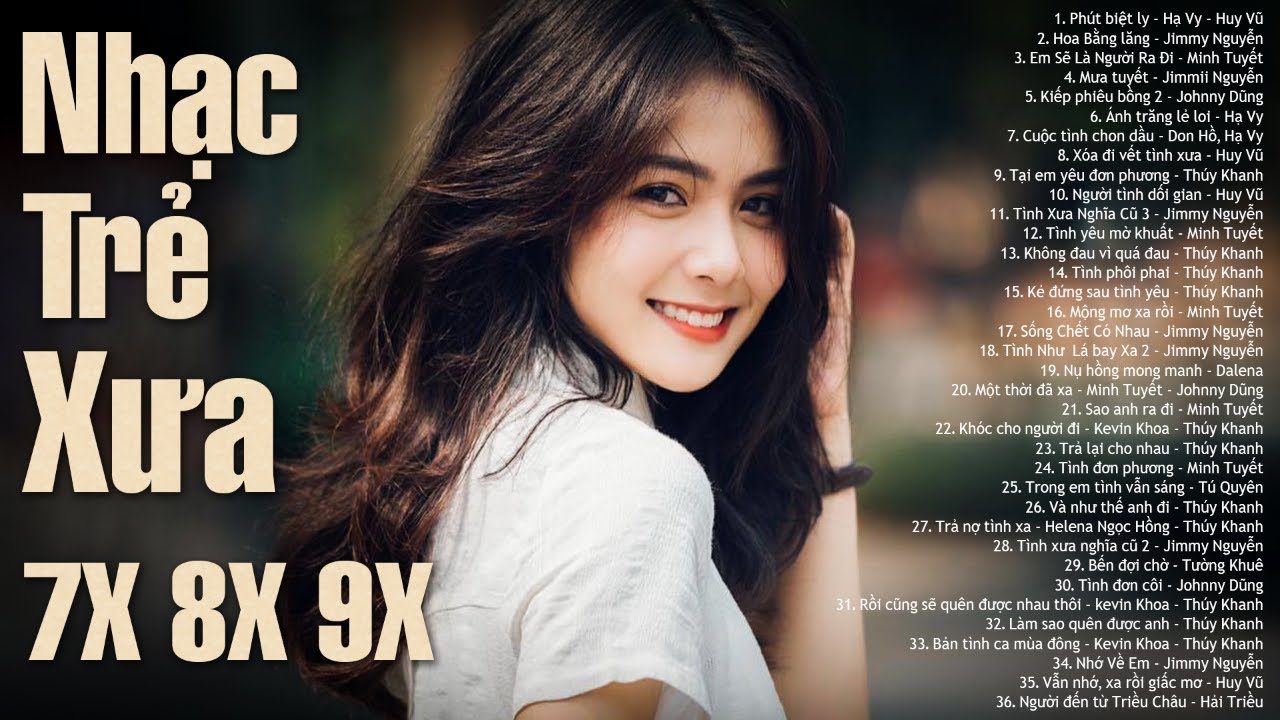 Nhạc
Trẻ
Xưa
7X 8X 9X
1. Phút biệt ly - Hạ Vy - Huy Vũ
2. Hoa Bằng lăng - Jimmy Nguyễn
3. Em Sẽ Là Người Ra Đi - Minh Tuyết
4. Mưa tuyết - Jimmii Nguyễn
5. Kiếp phiêu bồng 2 - Johnny Dũng
6. Ánh trăng lẻ loi - Hạ Vy
7. Cuộc tình chon dầu - Don Hồ, Hạ Vy
8. Xóa đi vết tình xưa - Huy Vũ
9. Tại em yêu đơn phương - Thúy Khanh
10. Người tình dối gian - Huy Vũ
11. Tình Xưa Nghĩa Cũ 3 - Jimmy Nguyễn
12. Tình yêu mờ khuất - Minh Tuyết
13. Không đau vì quá đau - Thúy Khanh
14. Tình phôi phai - Thúy Khanh
15. Kẻ đứng sau tình yêu - Thúy Khanh
16. Mộng mơ xa rồi - Minh Tuyết
17. Sống Chết Có Nhau - Jimmy Nguyễn
18. Tình Như Lá bay Xa 2 - Jimmy Nguyễn
19. Nụ hồng mong manh - Dalena
20. Một thời đã xa - Minh Tuyết - Johnny Dũng
21. Sao anh ra đi - Minh Tuyết
22. Khóc cho người đi - Kevin Khoa - Thúy Khanh
23. Trả lại cho nhau - Thúy Khanh
24. Tình đơn phương - Minh Tuyết
25. Trong em tình vẫn sáng - Tú Quyên
26. Và như thế anh đi - Thúy Khanh
27. Trả nợ tình xa - Helena Ngọc Hồng - Thúy Khanh
28. Tình xưa nghĩa cũ 2 - Jimmy Nguyễn
29. Bến đợi chờ - Tường Khuê
30. Tình đơn côi - Johnny Dũng
31. Rồi cũng sẽ quên được nhau thôi - kevin Khoa - Thúy Khanh
32. Làm sao quên được anh - Thúy Khanh
33. Bản tình ca mùa đông - Kevin Khoa - Thúy Khanh
34. Nhớ Về Em - Jimmy Nguyễn
35. Vẫn nhớ, xa rồi giấc mơ - Huy Vũ
36. Người đến từ Triều Châu - Hải Triều